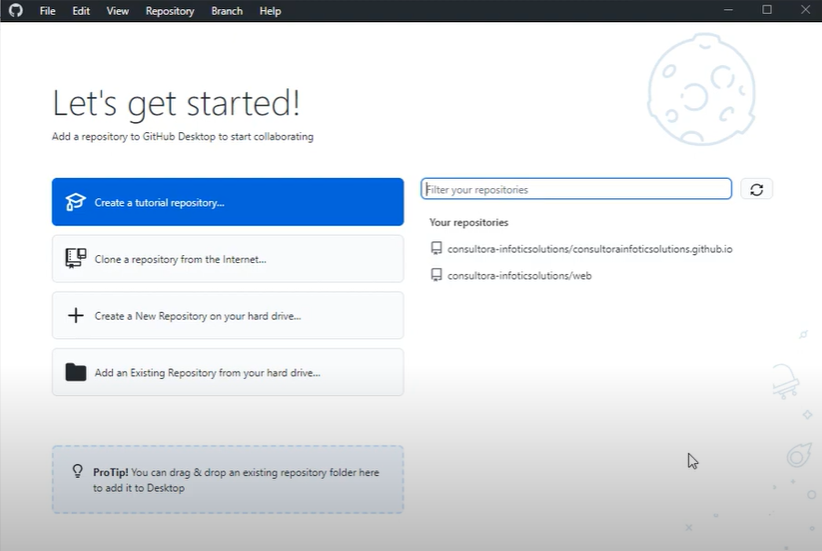 File Edit View Repository Branch Help
Let's get started!
Add a repository to GitHub Desktop to start collaborating
Create a tutorial repository...
Clone a repository from the Internet...
Create a New Repository on your hard drive...
Add an Existing Repository from your hard drive...
ProTip! You can drag & drop an existing repository folder here
to add it to Desktop
Filter your repositories
Your repositories
consultora-infoticsolutions/consultorainfoticsolutions.github.io
consultora-infoticsolutions/web